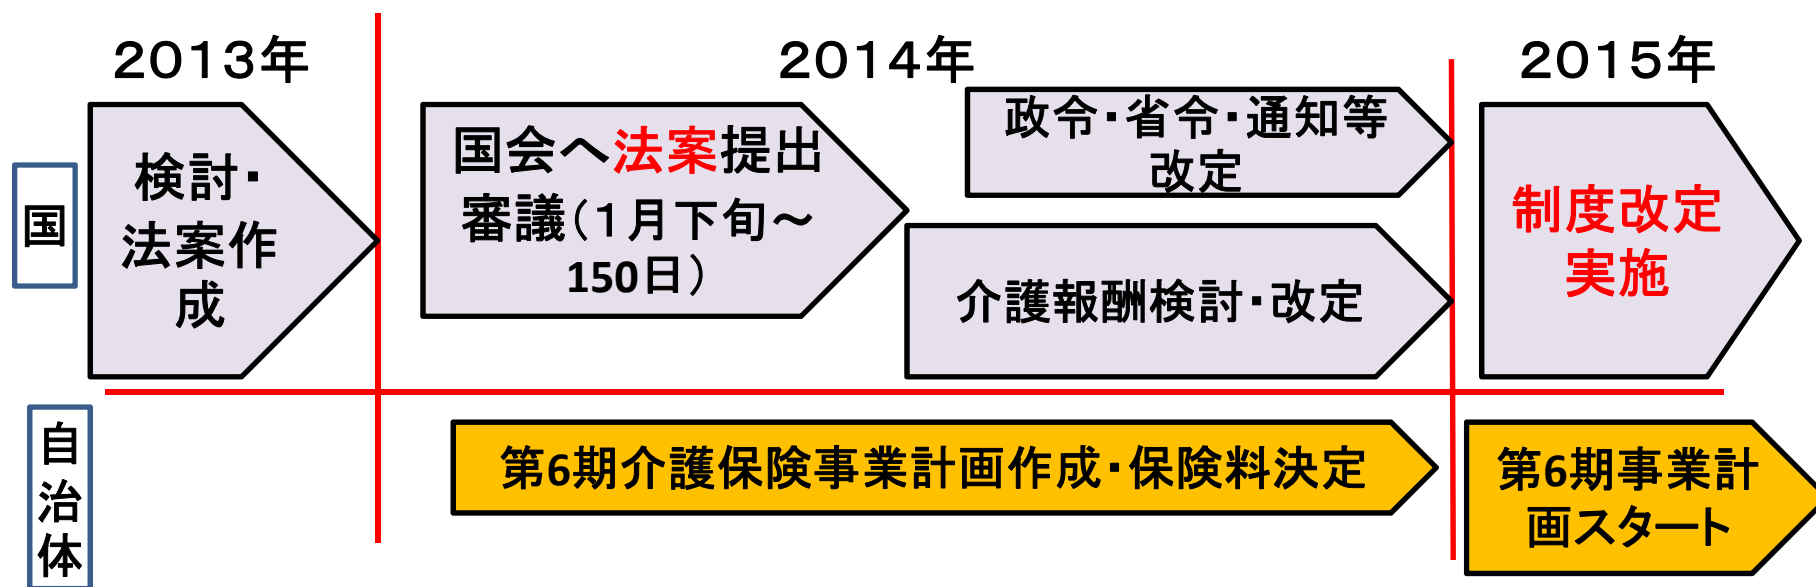 2013年
2014年
2015年
国
検討・
法案作
成
国会へ法案提出
審議（１月下旬～
150日）
政令・省令・通知等
改定
介護報酬検討・改定
制度改定
実施
自
治
体
第6期介護保険事業計画作成・保険料決定
第6期事業計
画スタート